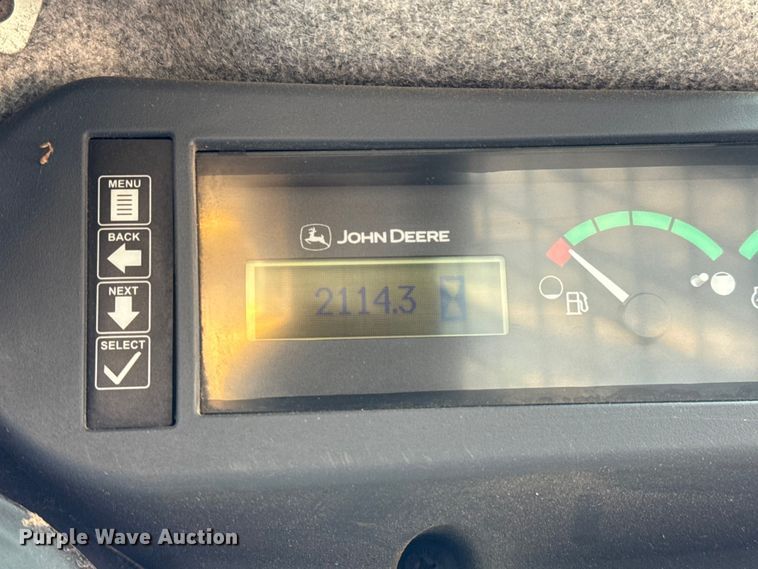 MENU
BACK
NEXT
SELECT
JOHN DEERE
2114.3
Purple Wave Auction